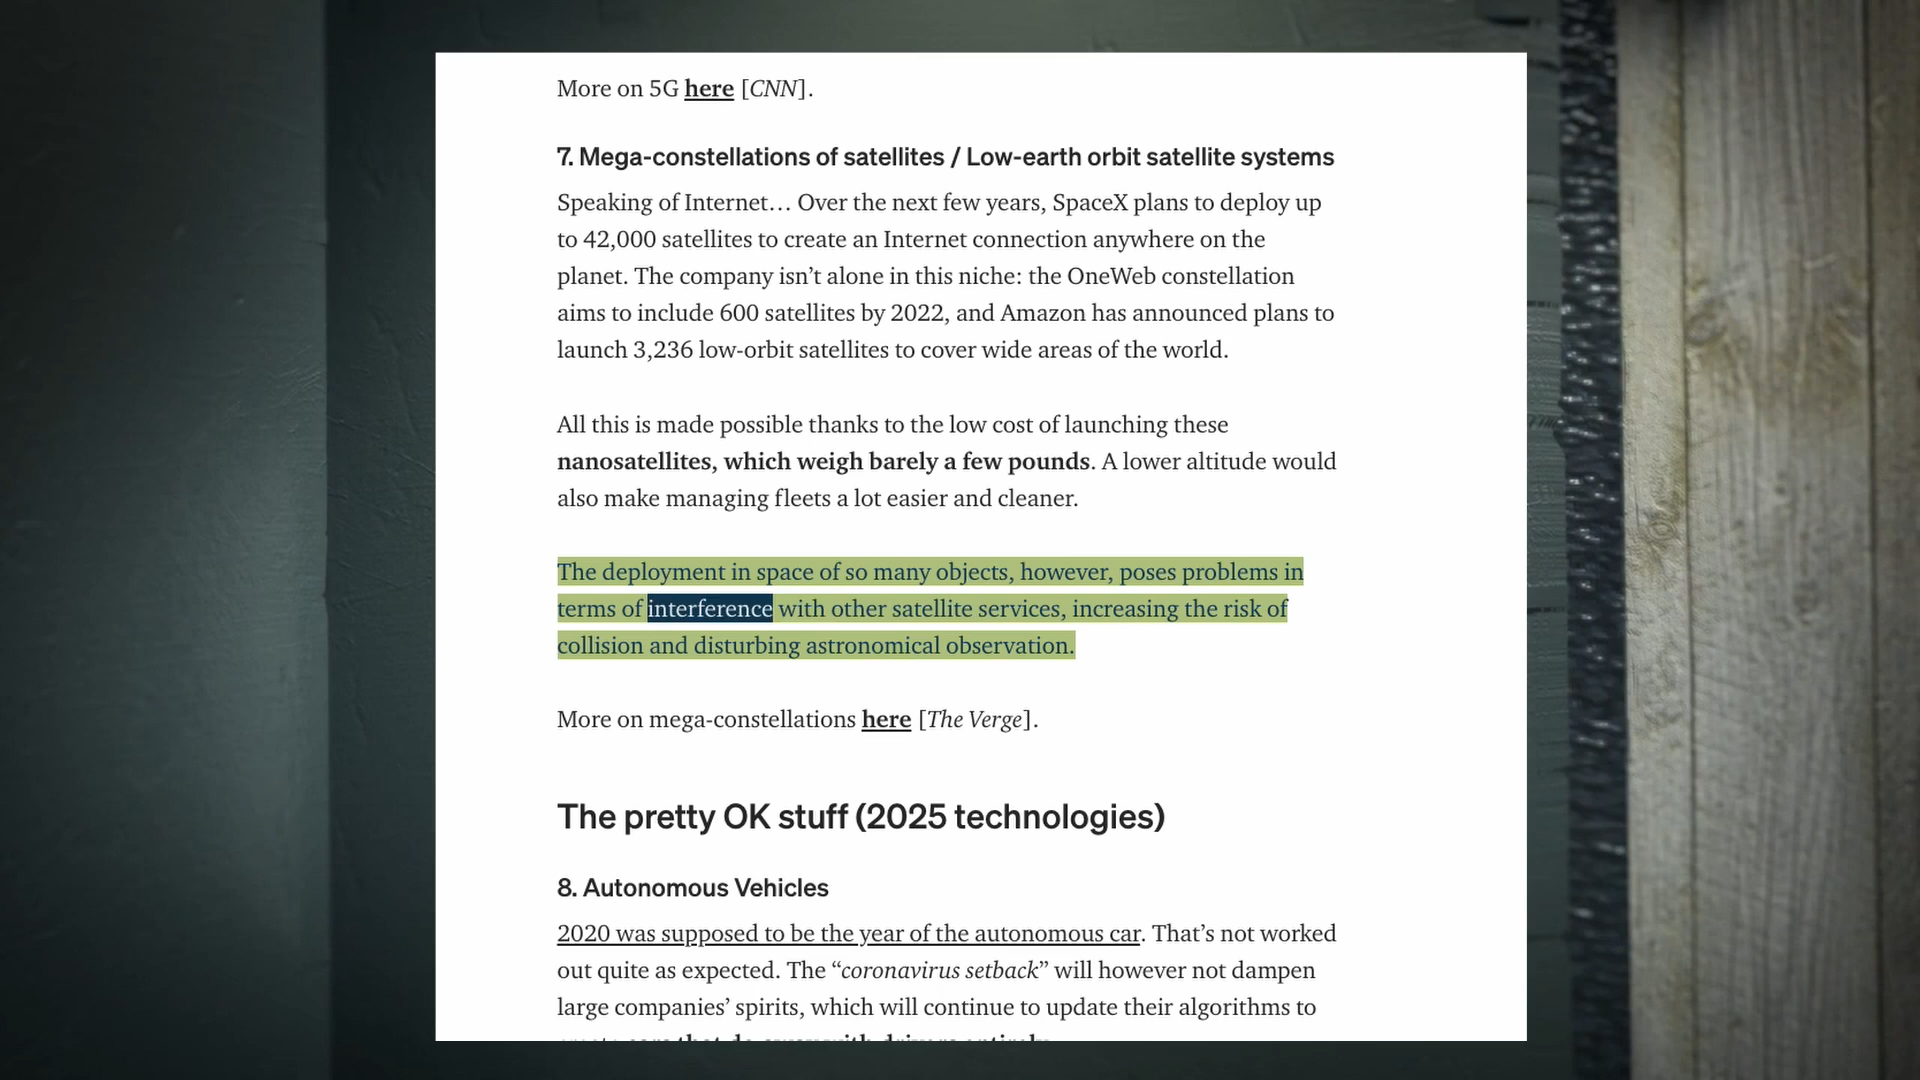 More on 5G here [CNN].
7. Mega-constellations of satellites / Low-earth orbit satellite systems
Speaking of Internet… Over the next few years, SpaceX plans to deploy up
to 42,000 satellites to create an Internet connection anywhere on the
planet. The company isn’t alone in this niche: the OneWeb constellation
aims to include 600 satellites by 2022, and Amazon has announced plans to
launch 3,236 low-orbit satellites to cover wide areas of the world.
All this is made possible thanks to the low cost of launching these
nanosatellites, which weigh barely a few pounds. A lower altitude would
also make managing fleets a lot easier and cleaner.
The deployment in space of so many objects, however, poses problems in
terms of interference with other satellite services, increasing the risk of
collision and disturbing astronomical observation.
More on mega-constellations here [The Verge].
The pretty OK stuff (2025 technologies)
8. Autonomous Vehicles
2020 was supposed to be the year of the autonomous car. That’s not worked
out quite as expected. The “coronavirus setback” will however not dampen
large companies’ spirits, which will continue to update their algorithms to